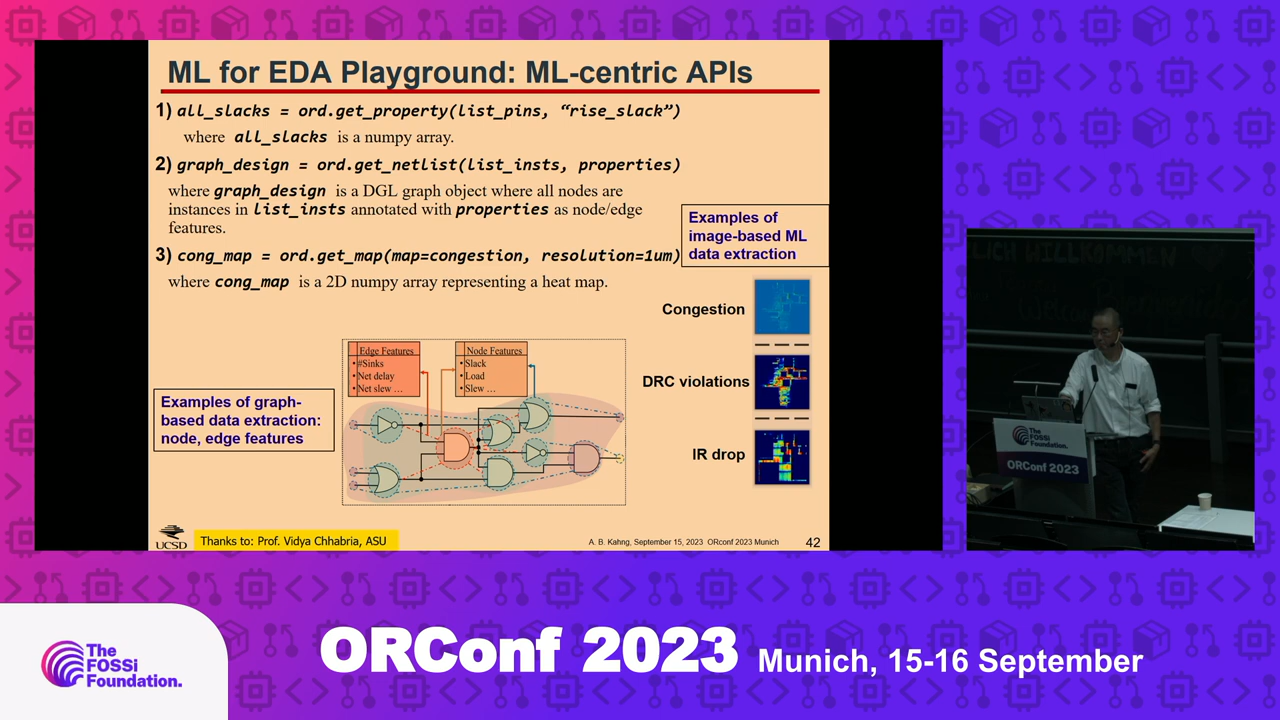 ML for EDA Playground: ML-centric APIs
1) all_slacks = ord.get_property(list_pins, “rise_slack”)
where all_slacks is a numpy array.
2) graph_design = ord.get_netlist(list_insts, properties)
where graph_design is a DGL graph object where all nodes are
instances in list_insts annotated with properties as node/edge
features.
3) cong_map = ord.get_map(map=congestion, resolution=1um)
where cong_map is a 2D numpy array representing a heat map.
Examples of
image-based ML
data extraction
Congestion
DRC violations
IR drop
Edge Features
• #Sinks
• Net delay
• Net slew ...
Node Features
• Slack
• Load
• Slew ...
Examples of graph-
based data extraction:
node, edge features
UCSD
Thanks to: Prof. Vidya Chhabria, ASU
A. B. Kahng, September 15, 2023 ORconf 2023 Munich
42
LICH WILLKOMMEN
The
FOSSi
Foundation.
ORConf 2023
The
FOSSi
Foundation.
ORConf 2023 Munich, 15-16 September